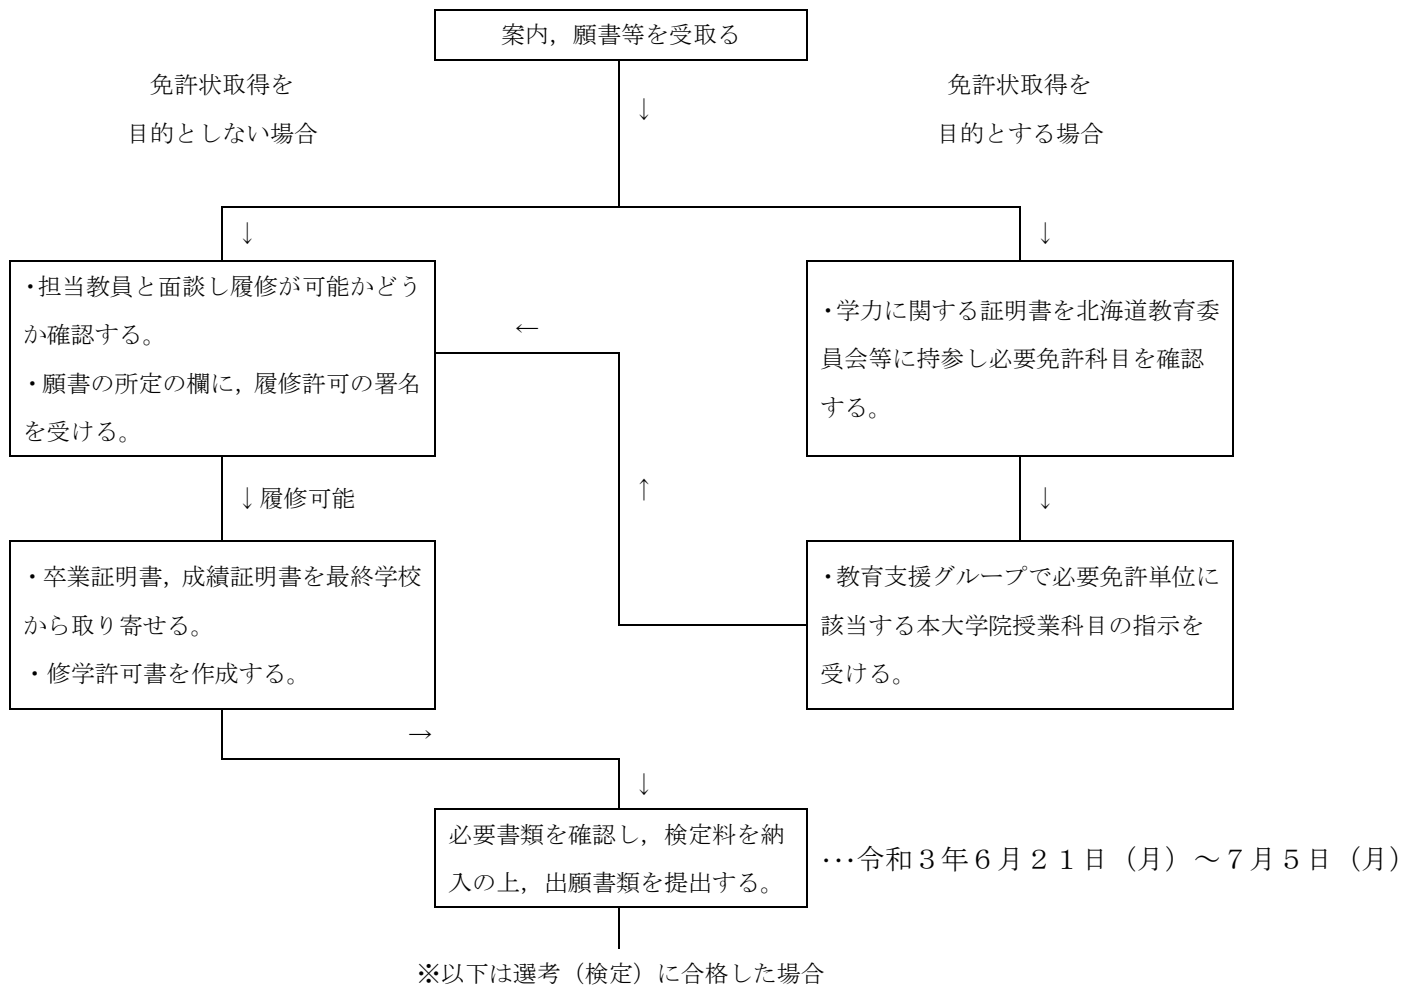 案内，願書等を受取る
免許状取得を
目的としない場合
免許状取得を
目的とする場合
↓
↓
↓
・担当教員と面談し履修が可能かどう
か確認する。
・願書の所定の欄に，履修許可の署名
を受ける。
←
・学力に関する証明書を北海道教育委
員会等に持参し必要免許科目を確認
する。
↓履修可能
↑
↓
・卒業証明書，成績証明書を最終学校
から取り寄せる。
・修学許可書を作成する。
・教育支援グループで必要免許単位に
該当する本大学院授業科目の指示を
受ける。
→
↓
必要書類を確認し，検定料を納
入の上，出願書類を提出する。
…令和３年６月２１日（月）～７月５日（月）
※以下は選考（検定）に合格した場合